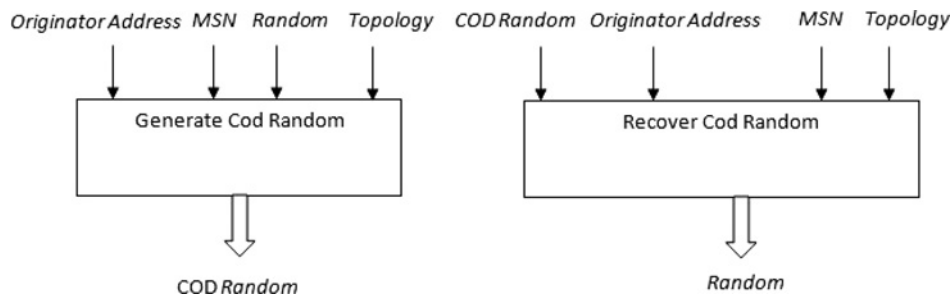 Originator Address MSN Random Topology
Generate Cod Random
COD Random
COD Random Originator Address MSN Topology
Recover Cod Random
Random